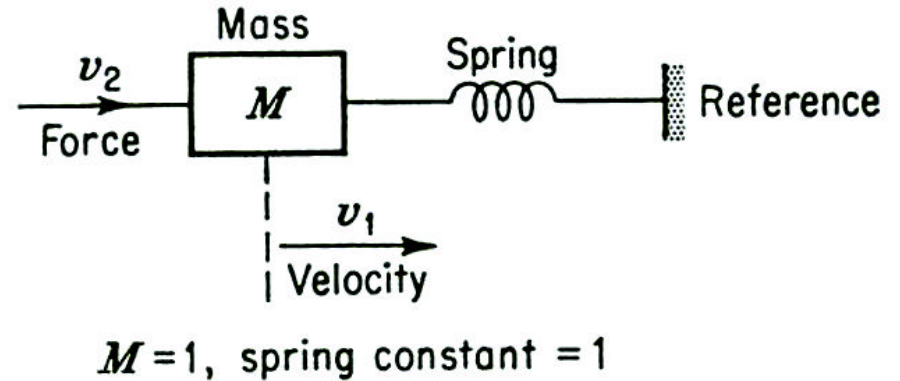 Mass
v₂
Force
M
Spring
Reference
v₁
Velocity
M = 1, spring constant = 1